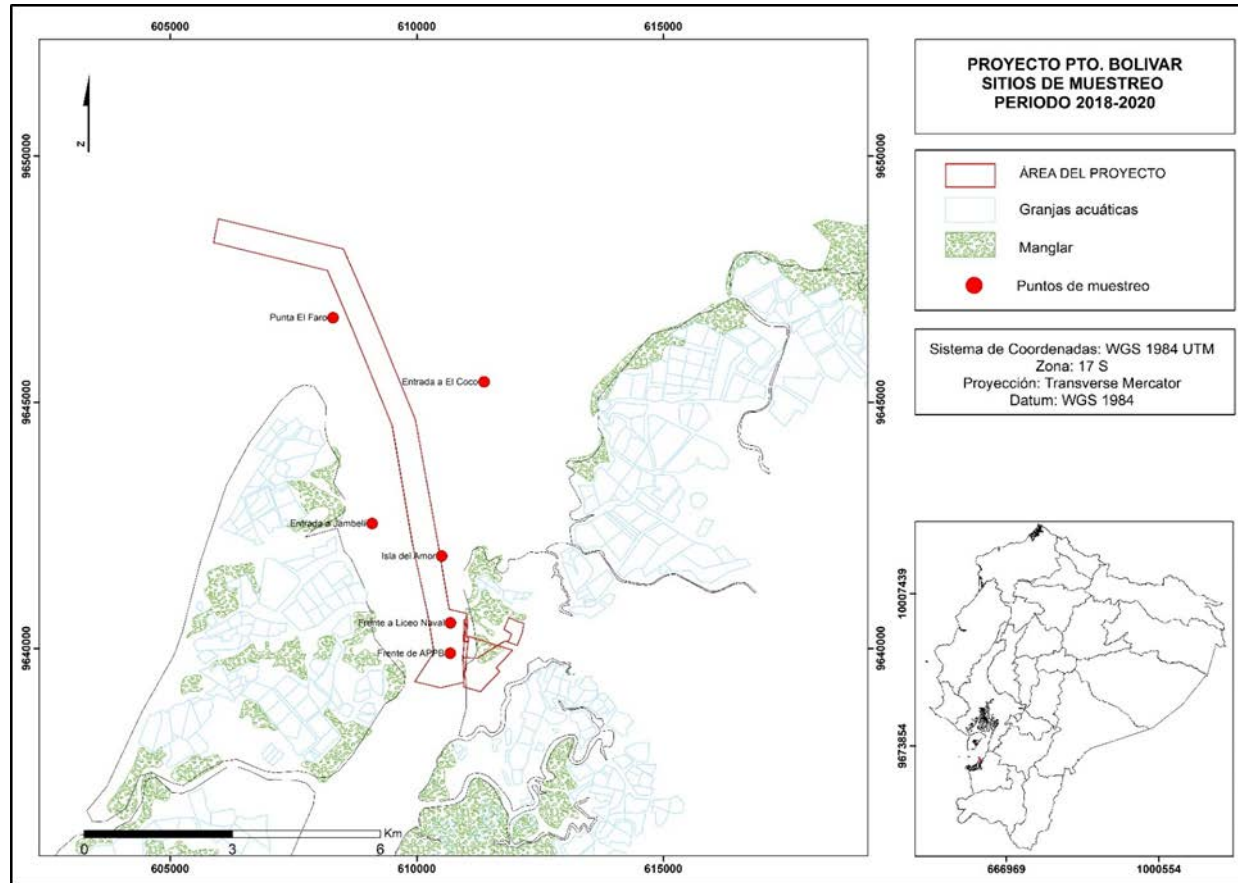 605000
610000
615000
9650000
9645000
9640000
9650000
9645000
9640000
605000
610000
615000
Z
Punta El Faro
Entrada a El Coco
Entrada a Jambelí
Isla del Amor
Frente a Liceo Naval
Frente de APPB
0
3
6
Km
PROYECTO PTO. BOLIVAR
SITIOS DE MUESTREO
PERIODO 2018-2020
ÁREA DEL PROYECTO
Granjas acuáticas
Manglar
Puntos de muestreo
Sistema de Coordenadas: WGS 1984 UTM
Zona: 17 S
Proyección: Transverse Mercator
Datum: WGS 1984
10007439
9673854
666969
1000554